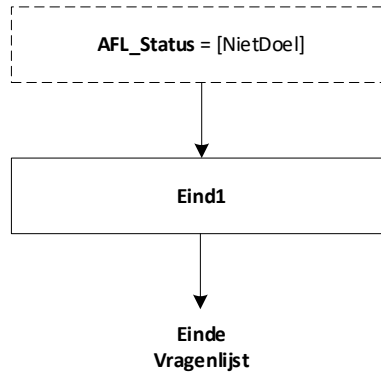 AFL_Status = [NietDoel]
Eind1
Einde
Vragenlijst